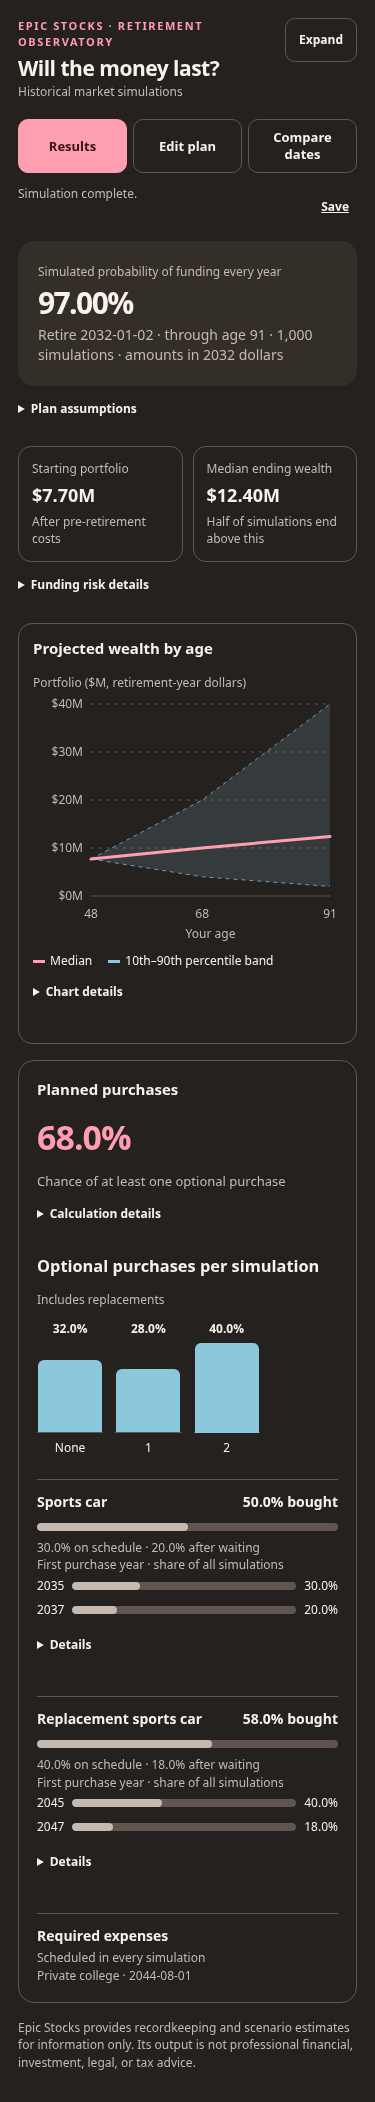 EPIC STOCKS · RETIREMENT
OBSERVATORY
Expand
Will the money last?
Historical market simulations
Results
Edit plan
Compare
dates
Simulation complete.
Save
Simulated probability of funding every year
97.00%
Retire 2032-01-02 · through age 91 · 1,000
simulations · amounts in 2032 dollars
Plan assumptions
Starting portfolio
$7.70M
After pre-retirement
costs
Median ending wealth
$12.40M
Half of simulations end
above this
Funding risk details
Projected wealth by age
Portfolio ($M, retirement-year dollars)
$40M
$30M
$20M
$10M
$0M
48 68 91
Your age
Median 10th–90th percentile band
Chart details
Planned purchases
68.0%
Chance of at least one optional purchase
Calculation details
Optional purchases per simulation
Includes replacements
32.0% 28.0% 40.0%
None 1 2
Sports car 50.0% bought
30.0% on schedule · 20.0% after waiting
First purchase year · share of all simulations
2035 30.0%
2037 20.0%
Details
Replacement sports car 58.0% bought
40.0% on schedule · 18.0% after waiting
First purchase year · share of all simulations
2045 40.0%
2047 18.0%
Details
Required expenses
Scheduled in every simulation
Private college · 2044-08-01
Epic Stocks provides recordkeeping and scenario estimates
for information only. Its output is not professional financial,
investment, legal, or tax advice.